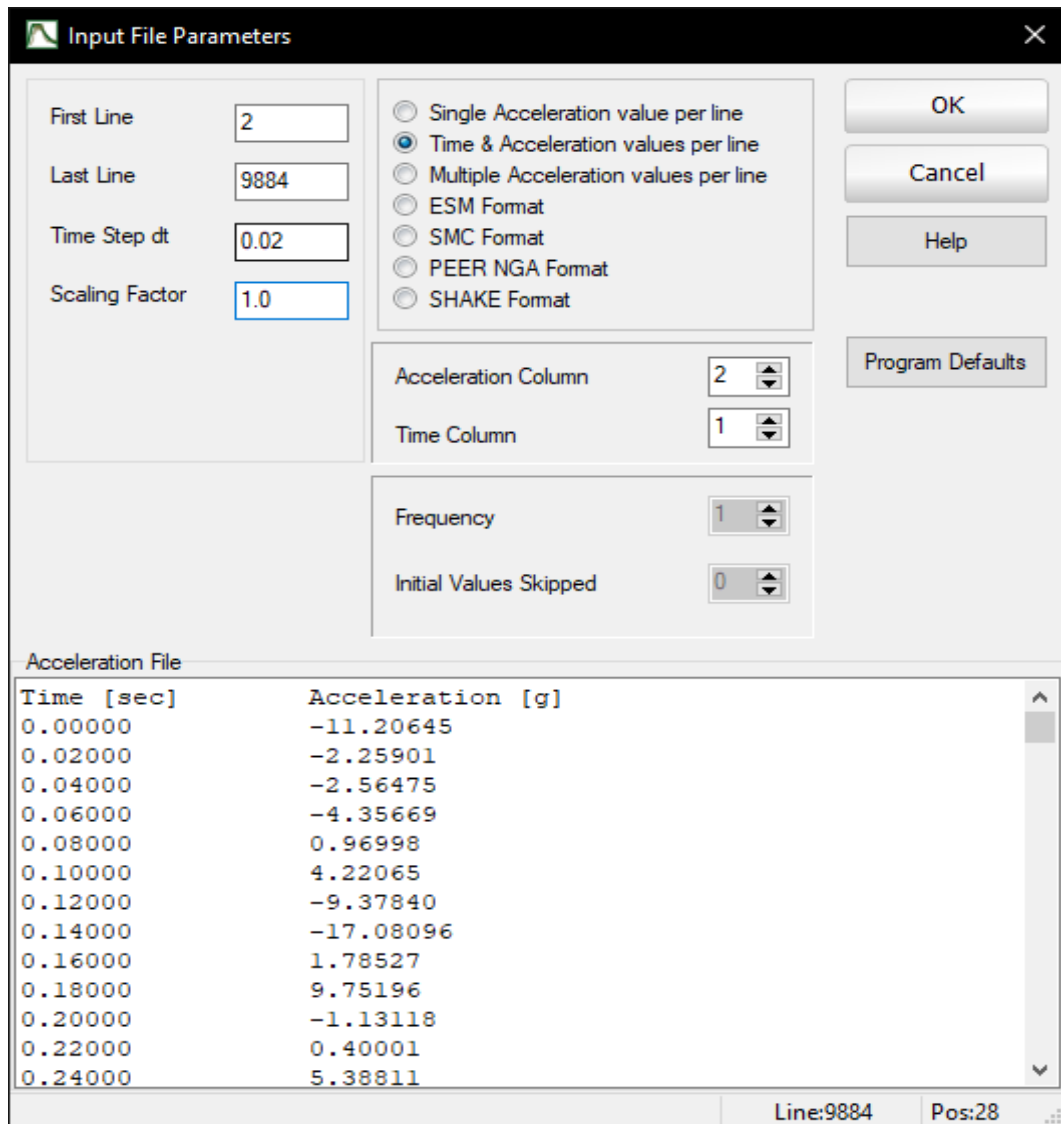 Input File Parameters
First Line 2
Last Line 9884
Time Step dt 0.02
Scaling Factor 1.0
Single Acceleration value per line
Time & Acceleration values per line
Multiple Acceleration values per line
ESM Format
SMC Format
PEER NGA Format
SHAKE Format
OK
Cancel
Help
Program Defaults
Acceleration Column 2
Time Column 1
Frequency 1
Initial Values Skipped 0
Acceleration File
Time [sec] Acceleration [g]
0.00000 -11.20645
0.02000 -2.25901
0.04000 -2.56475
0.06000 -4.35669
0.08000 0.96998
0.10000 4.22065
0.12000 -9.37840
0.14000 -17.08096
0.16000 1.78527
0.18000 9.75196
0.20000 -1.13118
0.22000 0.40001
0.24000 5.38811
Line:9884 Pos:28